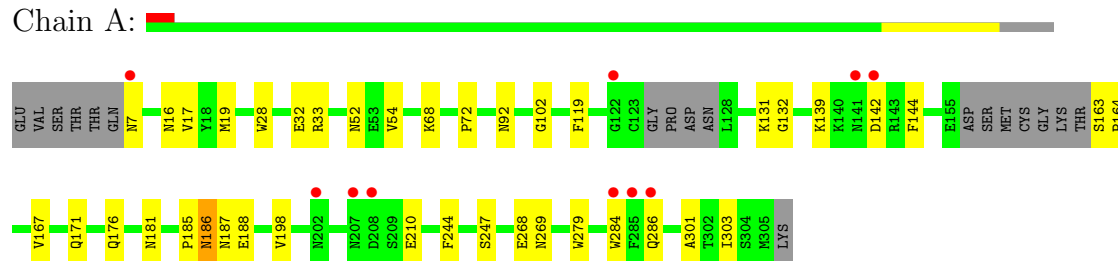 Chain A:
GLU VAL SER THR THR GLN N7 N16 V17 Y18 M19 W28 E32 R33 N52 E53 V54 K68 P72 N92 G102 F119 G122 C123 GLY PRO ASP ASN L128 K131 G132 K139 K140 N141 D142 R143 F144 E155 ASP SER MET CYS GLY LYS THR S163
V167 Q171 Q176 N181 P185 N186 N187 E188 V198 N202 N207 D208 S209 E210 F244 S247 E268 N269 W279 W284 F285 Q286 A301 T302 I303 S304 M305 LYS